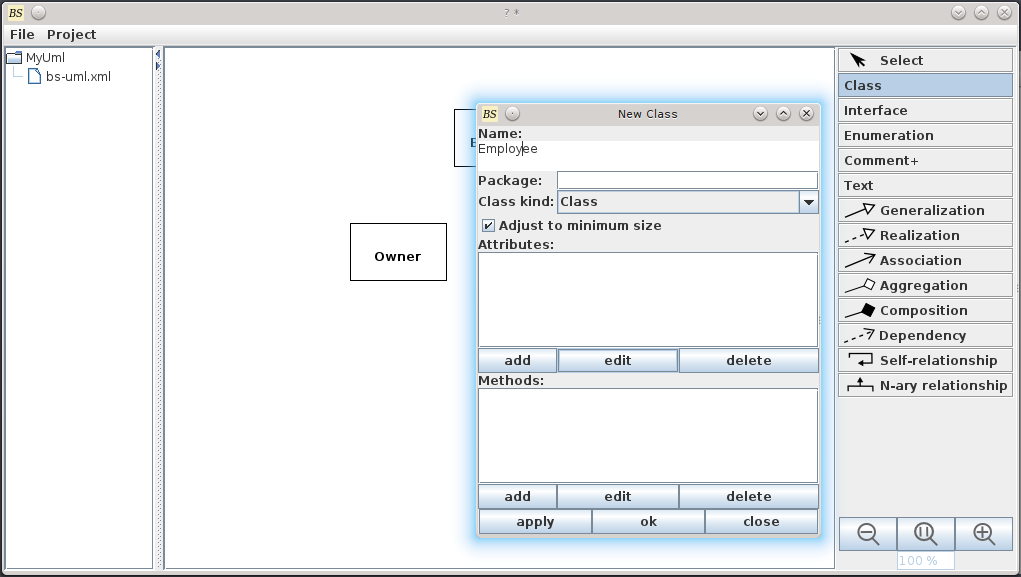 BS
? *
File Project
MyUml
bs-uml.xml
Owner
BS
New Class
Name:
Employee
Package:
Class kind: Class
Adjust to minimum size
Attributes:
add edit delete
Methods:
add edit delete
apply ok close
Select
Class
Interface
Enumeration
Comment+
Text
Generalization
Realization
Association
Aggregation
Composition
Dependency
Self-relationship
N-ary relationship
100 %